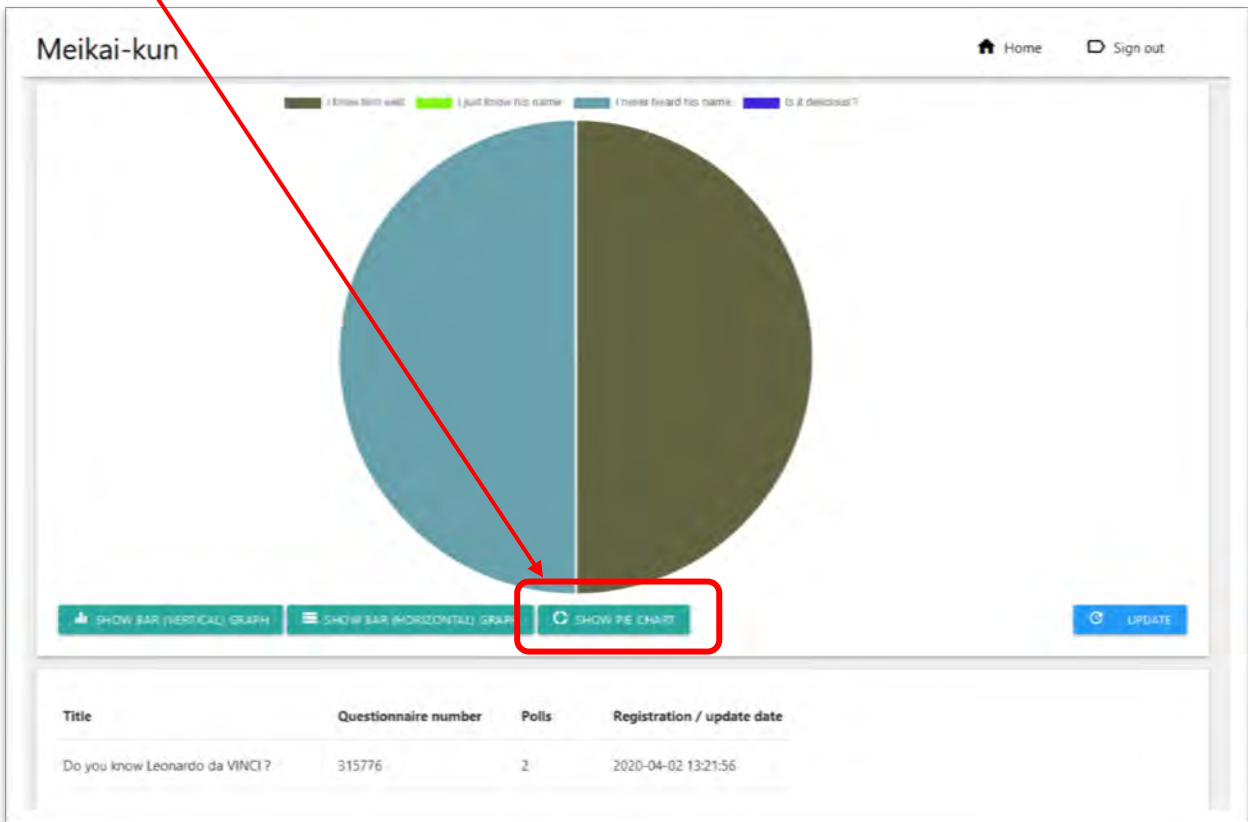 Meikai-kun
Home Sign out
I know him well I just know his name I never heard his name Is it delicious?
SHOW BAR (VERTICAL) GRAPH SHOW BAR (HORIZONTAL) GRAPH SHOW PIE CHART UPDATE
Title Questionnaire number Polls Registration / update date
Do you know Leonardo da VINCI ? 315776 2 2020-04-02 13:21:56